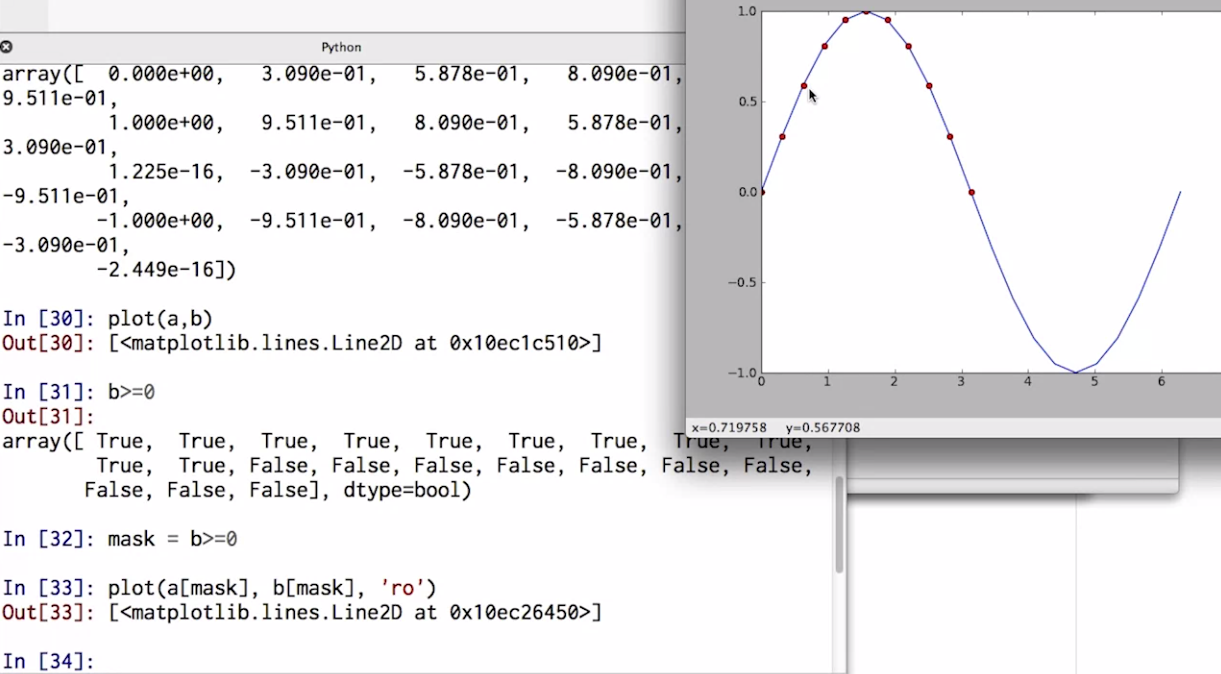 Python
array([ 0.000e+00, 3.090e-01, 5.878e-01, 8.090e-01,
9.511e-01,
1.000e+00, 9.511e-01, 8.090e-01, 5.878e-01,
3.090e-01,
1.225e-16, -3.090e-01, -5.878e-01, -8.090e-01,
-9.511e-01,
-1.000e+00, -9.511e-01, -8.090e-01, -5.878e-01,
-3.090e-01,
-2.449e-16])
In [30]: plot(a,b)
Out[30]: [<matplotlib.lines.Line2D at 0x10ec1c510>]
In [31]: b>=0
Out[31]:
array([ True, True, True, True, True, True, True, True, True,
True, True, False, False, False, False, False, False, False,
False, False, False], dtype=bool)
In [32]: mask = b>=0
In [33]: plot(a[mask], b[mask], 'ro')
Out[33]: [<matplotlib.lines.Line2D at 0x10ec26450>]
In [34]:
1.0
0.5
0.0
−0.5
−1.0
0 1 2 3 4 5 6
x=0.719758 y=0.567708